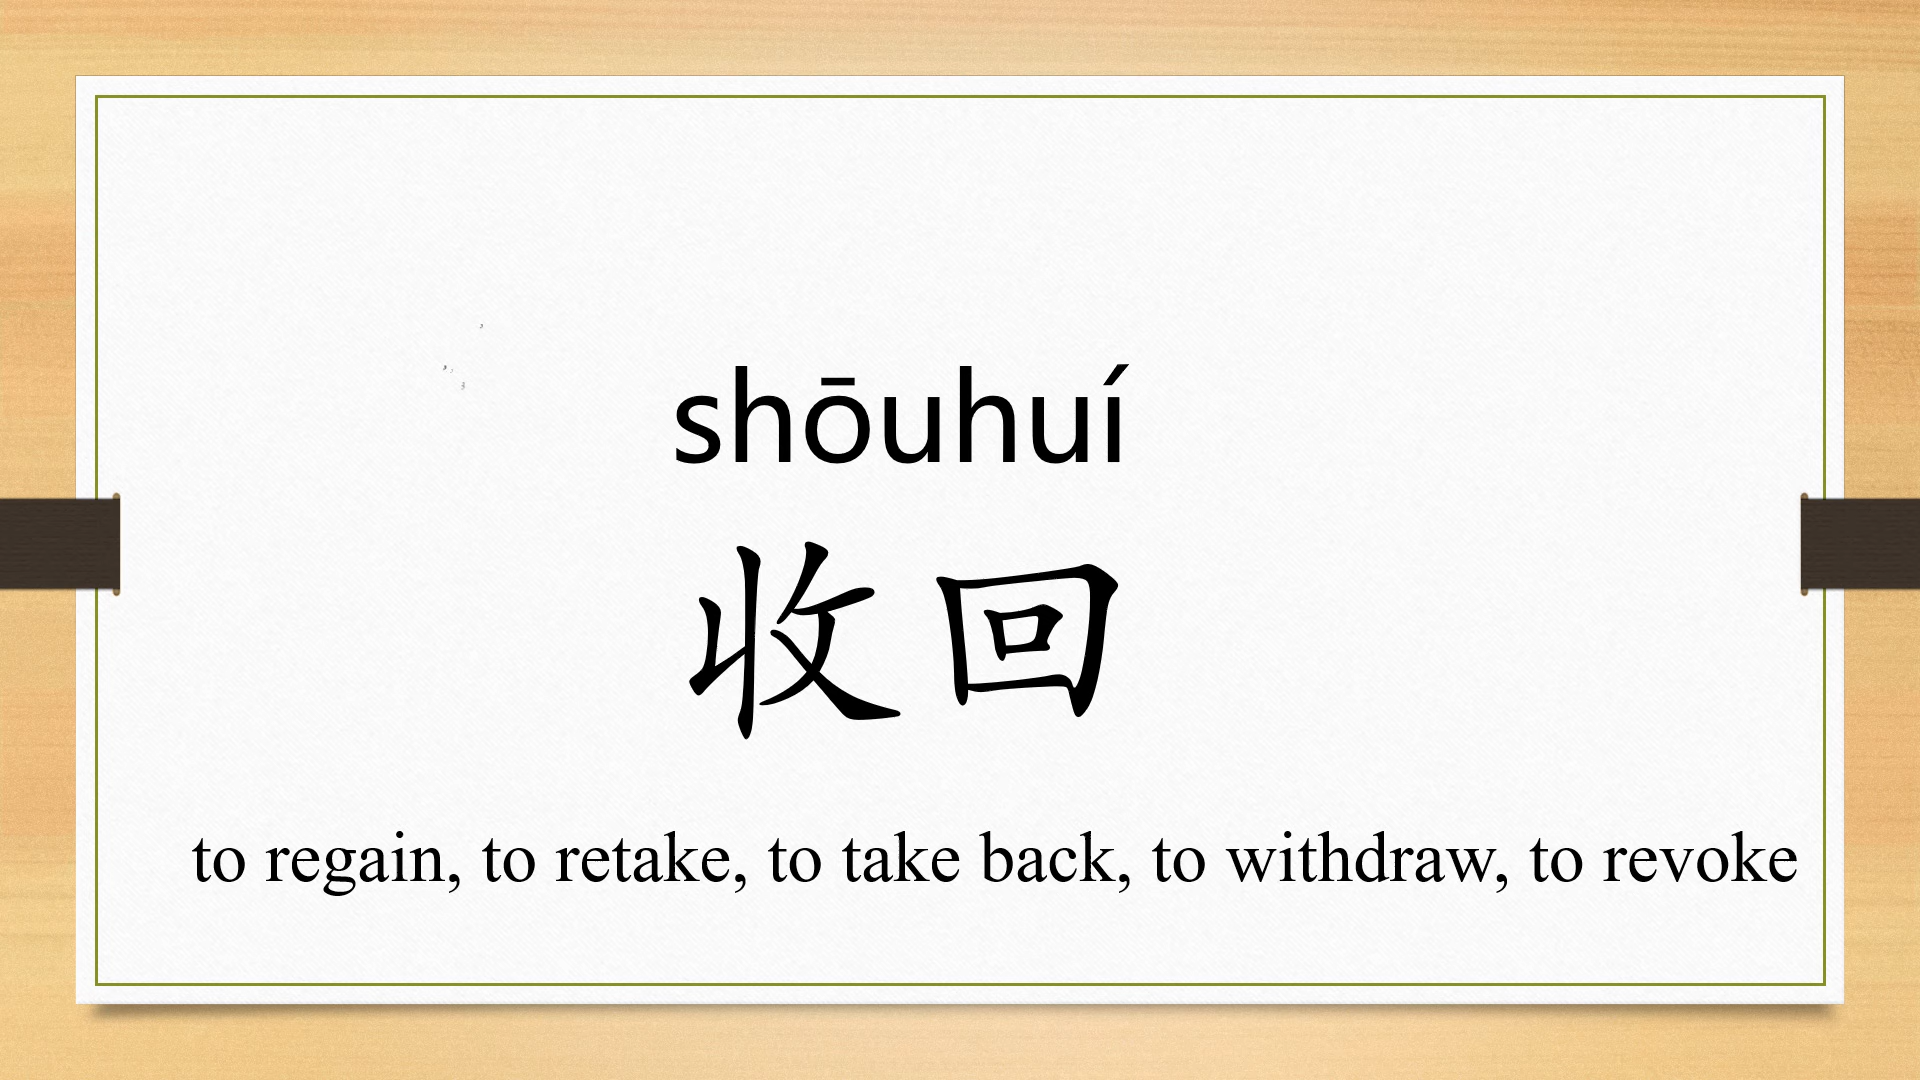 shōuhuí
收回
to regain, to retake, to take back, to withdraw, to revoke